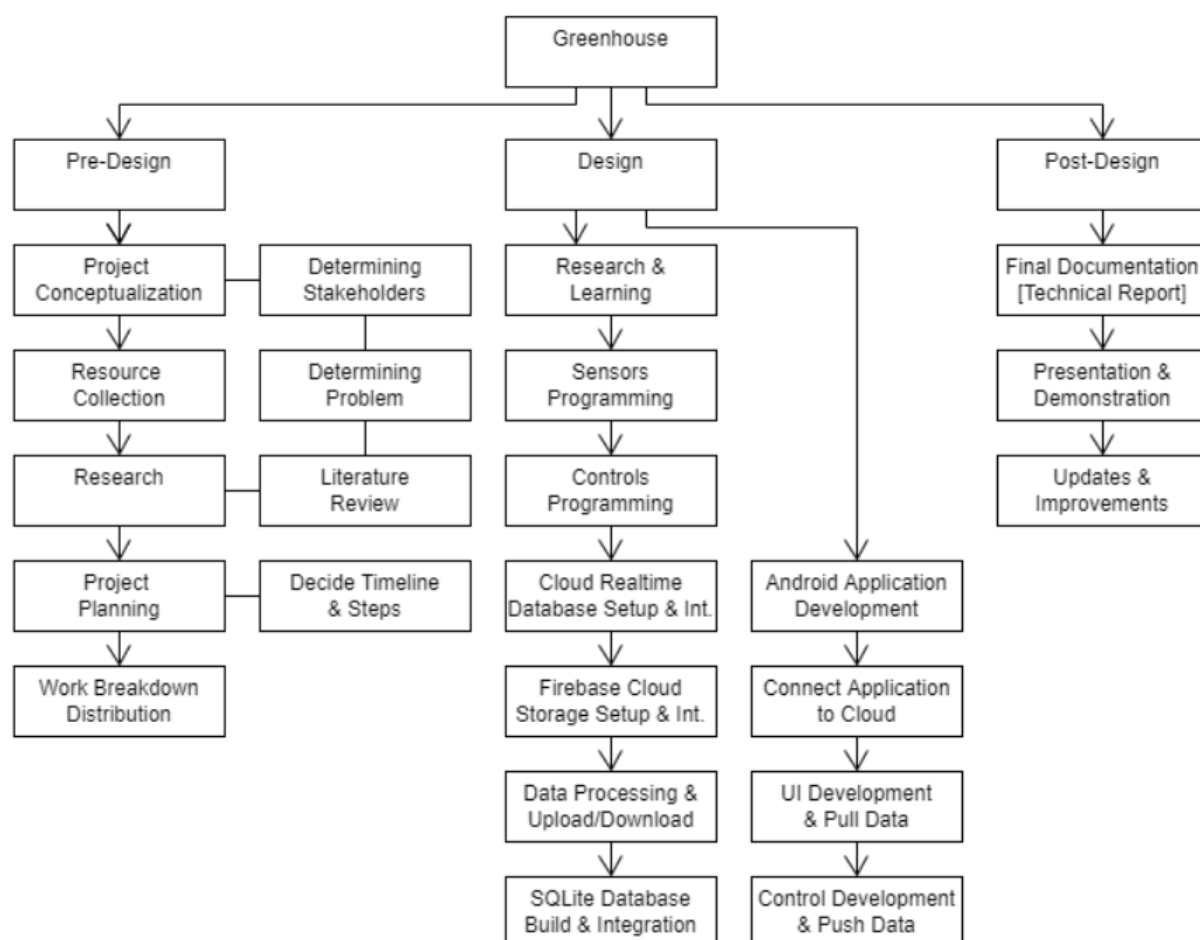 Greenhouse
Pre-Design
Design
Post-Design
Project
Conceptualization
Determining
Stakeholders
Research &
Learning
Final Documentation
[Technical Report]
Resource
Collection
Determining
Problem
Sensors
Programming
Presentation &
Demonstration
Research
Literature
Review
Controls
Programming
Updates &
Improvements
Project
Planning
Decide Timeline
& Steps
Cloud Realtime
Database Setup & Int.
Android Application
Development
Work Breakdown
Distribution
Firebase Cloud
Storage Setup & Int.
Connect Application
to Cloud
Data Processing &
Upload/Download
UI Development
& Pull Data
SQLite Database
Build & Integration
Control Development
& Push Data